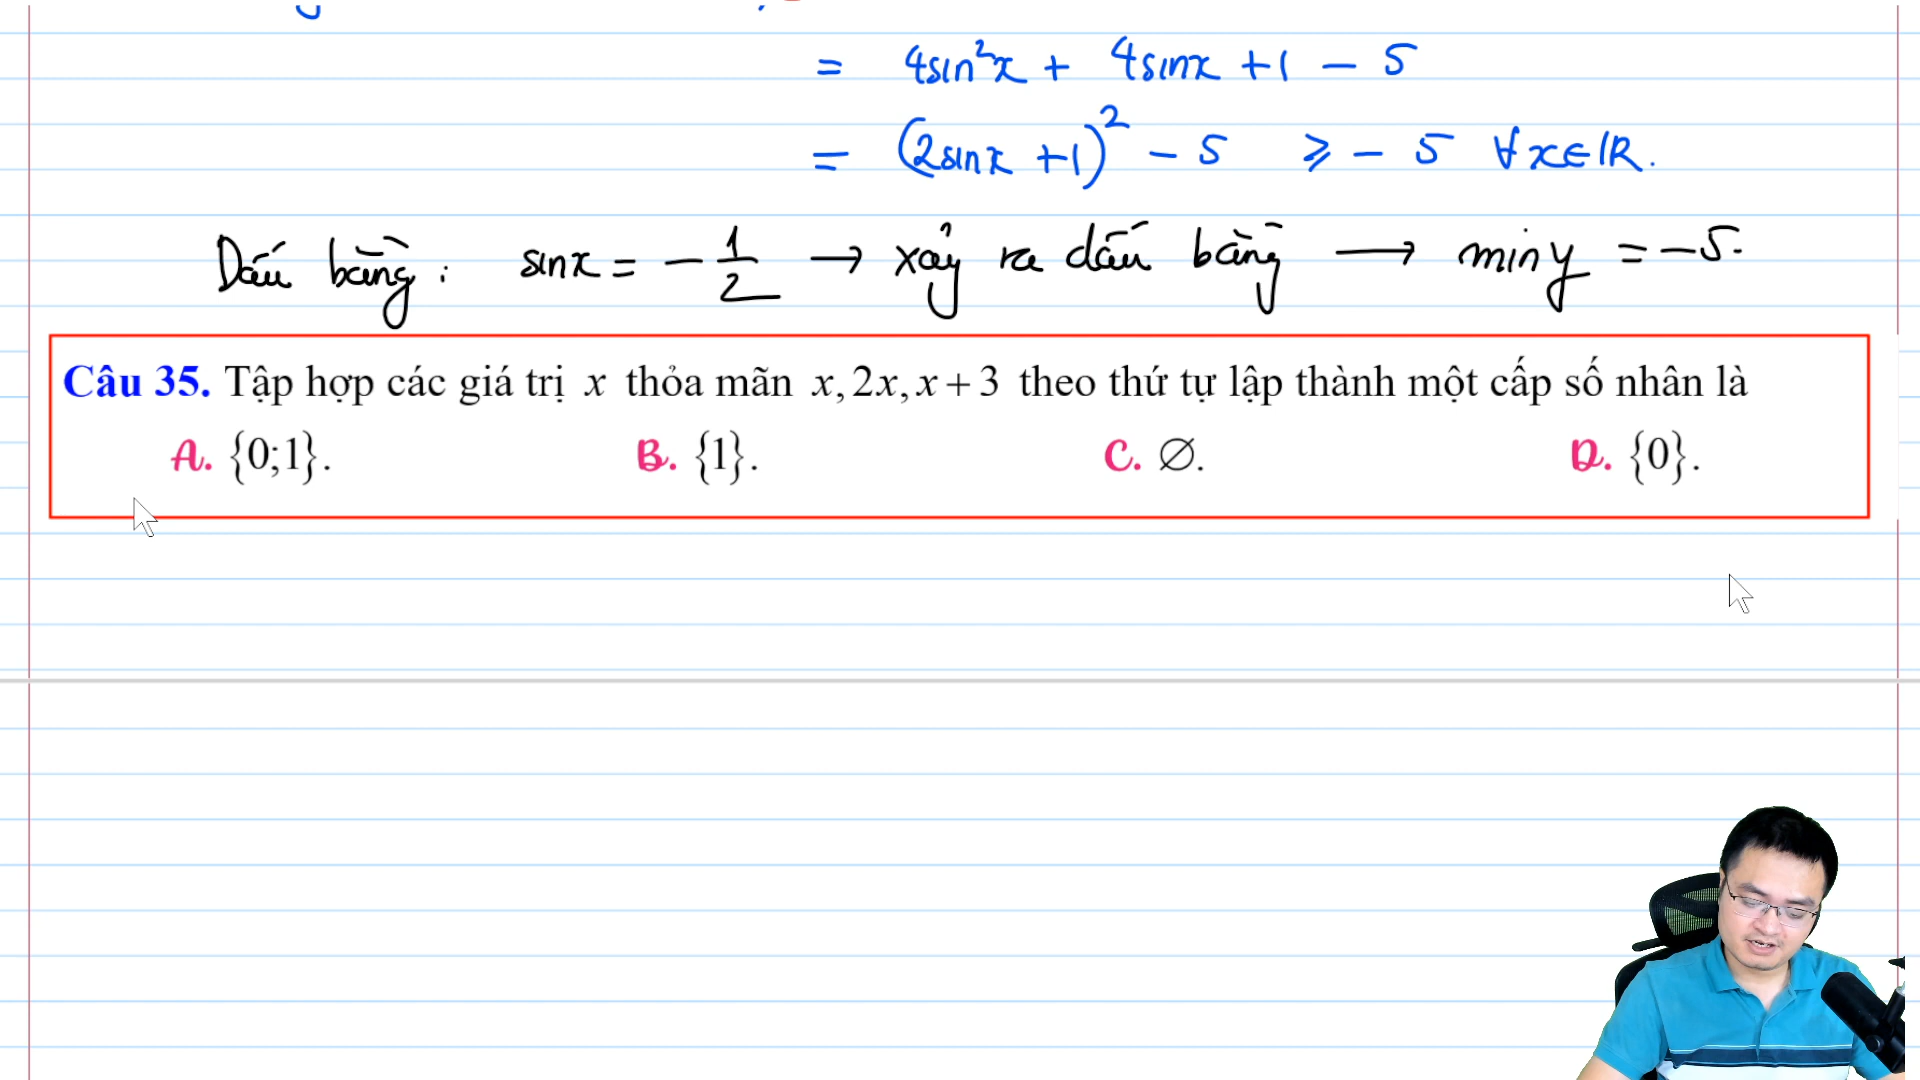 = 4sin²x + 4sinx + 1 − 5
= (2sinx + 1)² − 5 ⩾ − 5 ∀x∈ℝ.
Dấu bằng: sinx = − 1/2 → xảy ra dấu bằng → min y = −5.
Câu 35. Tập hợp các giá trị x thỏa mãn x, 2x, x + 3 theo thứ tự lập thành một cấp số nhân là
A. {0;1}. B. {1}. C. ∅. D. {0}.